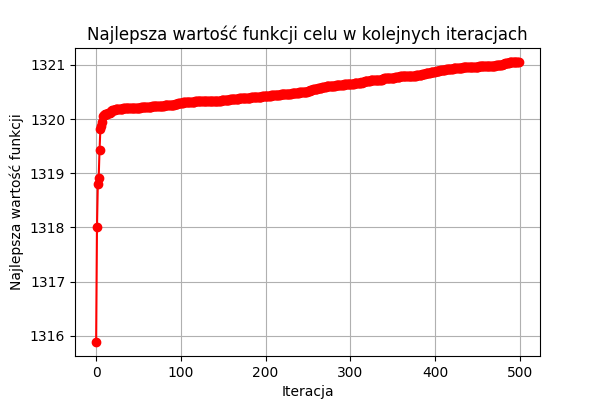 Najlepsza wartość funkcji celu w kolejnych iteracjach
Najlepsza wartość funkcji
1321
1320
1319
1318
1317
1316
0 100 200 300 400 500
Iteracja